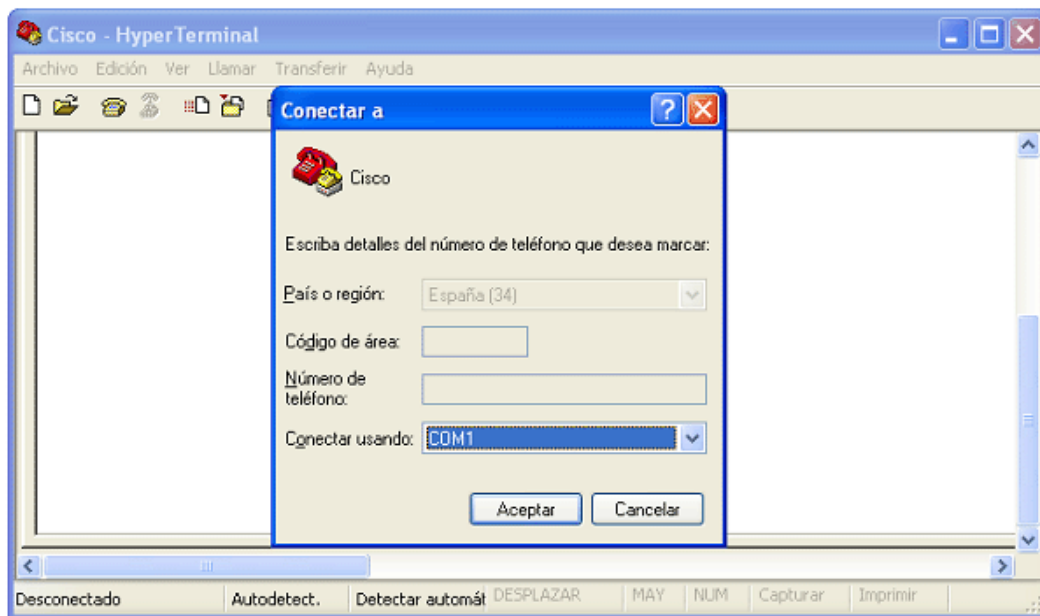 Cisco - HyperTerminal
Archivo Edición Ver Llamar Transferir Ayuda
Conectar a
Cisco
Escriba detalles del número de teléfono que desea marcar:
País o región: España (34)
Código de área:
Número de
teléfono:
Conectar usando: COM1
Aceptar Cancelar
Desconectado Autodetect. Detectar automát DESPLAZAR MAY NUM Capturar Imprimir